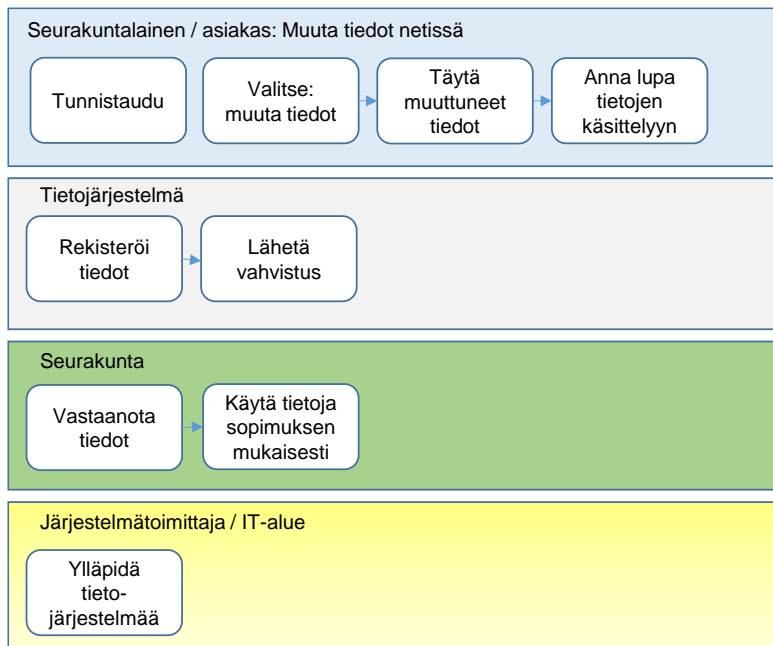 Seurakuntalainen / asiakas: Muuta tiedot netissä
Tunnistaudu
Valitse:
muuta tiedot
Täytä
muuttuneet
tiedot
Anna lupa
tietojen
käsittelyyn
Tietojärjestelmä
Rekisteröi
tiedot
Lähetä
vahvistus
Seurakunta
Vastaanota
tiedot
Käytä tietoja
sopimuksen
mukaisesti
Järjestelmätoimittaja / IT-alue
Ylläpidä
tieto-
järjestelmää